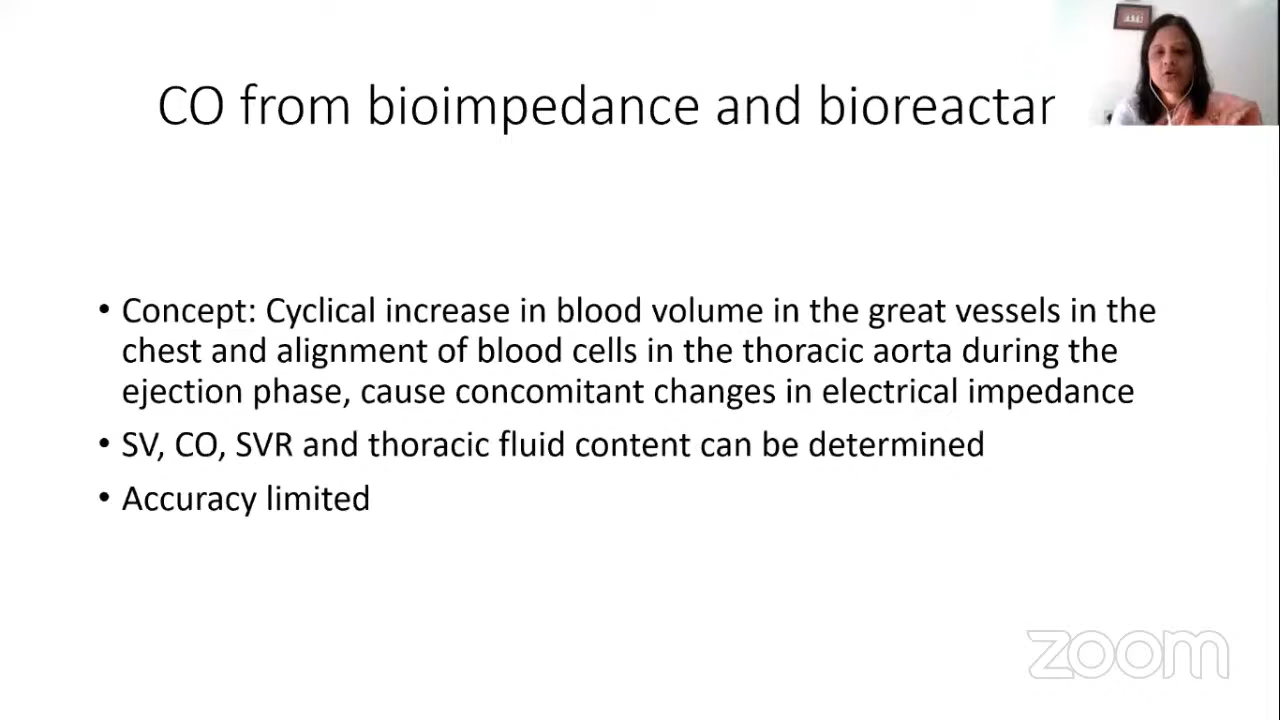 CO from bioimpedance and bioreactan
• Concept: Cyclical increase in blood volume in the great vessels in the
chest and alignment of blood cells in the thoracic aorta during the
ejection phase, cause concomitant changes in electrical impedance
• SV, CO, SVR and thoracic fluid content can be determined
• Accuracy limited
zoom